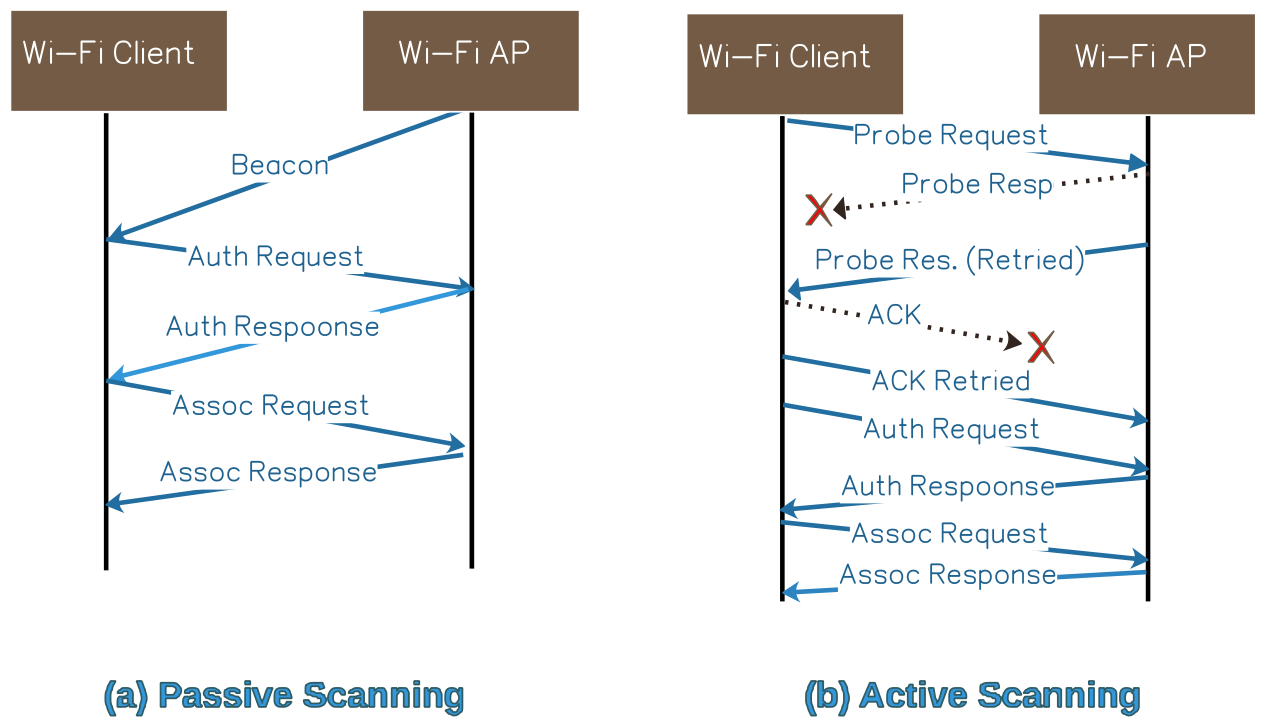 Wi-Fi Client
Wi-Fi AP
Beacon
Auth Request
Auth Respoonse
Assoc Request
Assoc Response
(a) Passive Scanning
Wi-Fi Client
Wi-Fi AP
Probe Request
Probe Resp
X
Probe Res. (Retried)
ACK
X
ACK Retried
Auth Request
Auth Respoonse
Assoc Request
Assoc Response
(b) Active Scanning